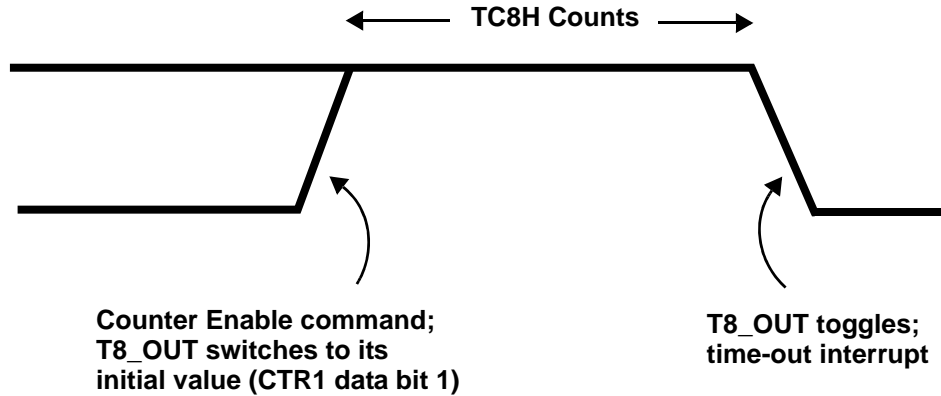 TC8H Counts
Counter Enable command;
T8_OUT switches to its
initial value (CTR1 data bit 1)
T8_OUT toggles;
time-out interrupt